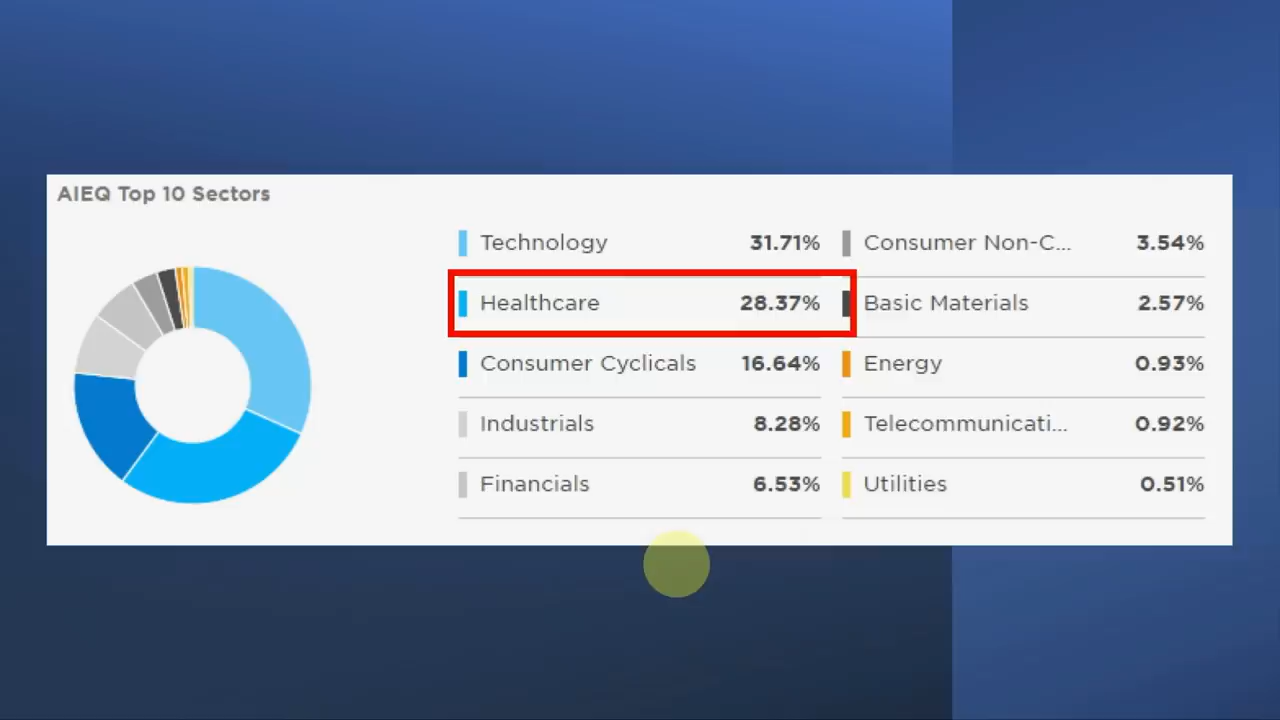 AIEQ Top 10 Sectors
Technology 31.71%
Healthcare 28.37%
Consumer Cyclicals 16.64%
Industrials 8.28%
Financials 6.53%
Consumer Non-C... 3.54%
Basic Materials 2.57%
Energy 0.93%
Telecommunicati... 0.92%
Utilities 0.51%